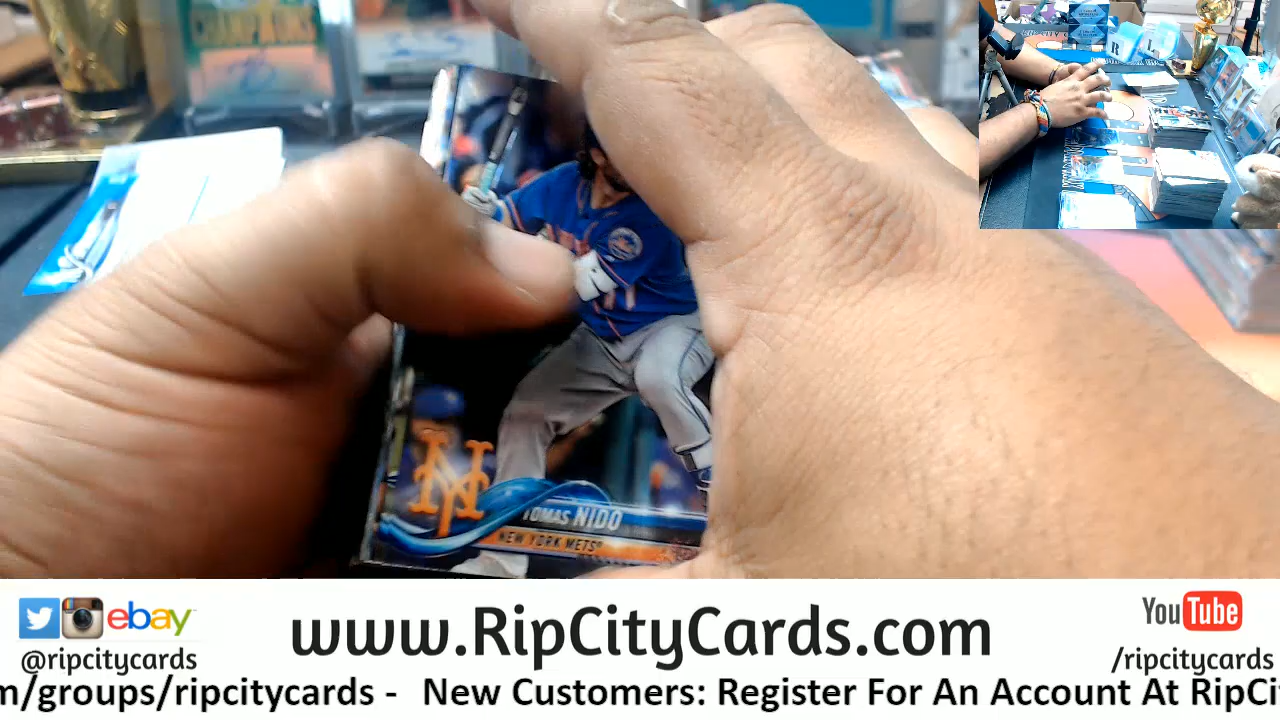 CHAMPIONS
TOMAS NIDO
NEW YORK METS
ebay
www.RipCityCards.com
YouTube
@ripcitycards
/ripcitycards
m/groups/ripcitycards - New Customers: Register For An Account At RipCi